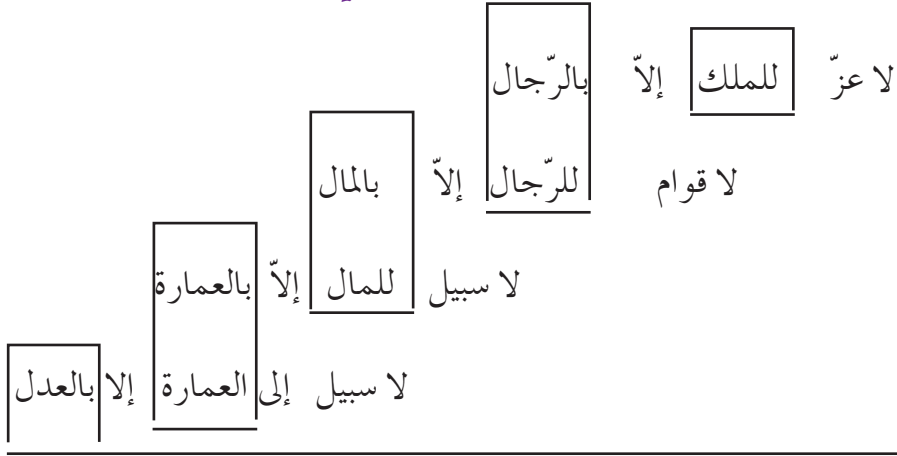 لا عزّ للملك إلاّ بالرّجال
لا قوام للرّجال إلاّ بالمال
لا سبيل للمال إلاّ بالعمارة
لا سبيل إلى العمارة إلا بالعدل